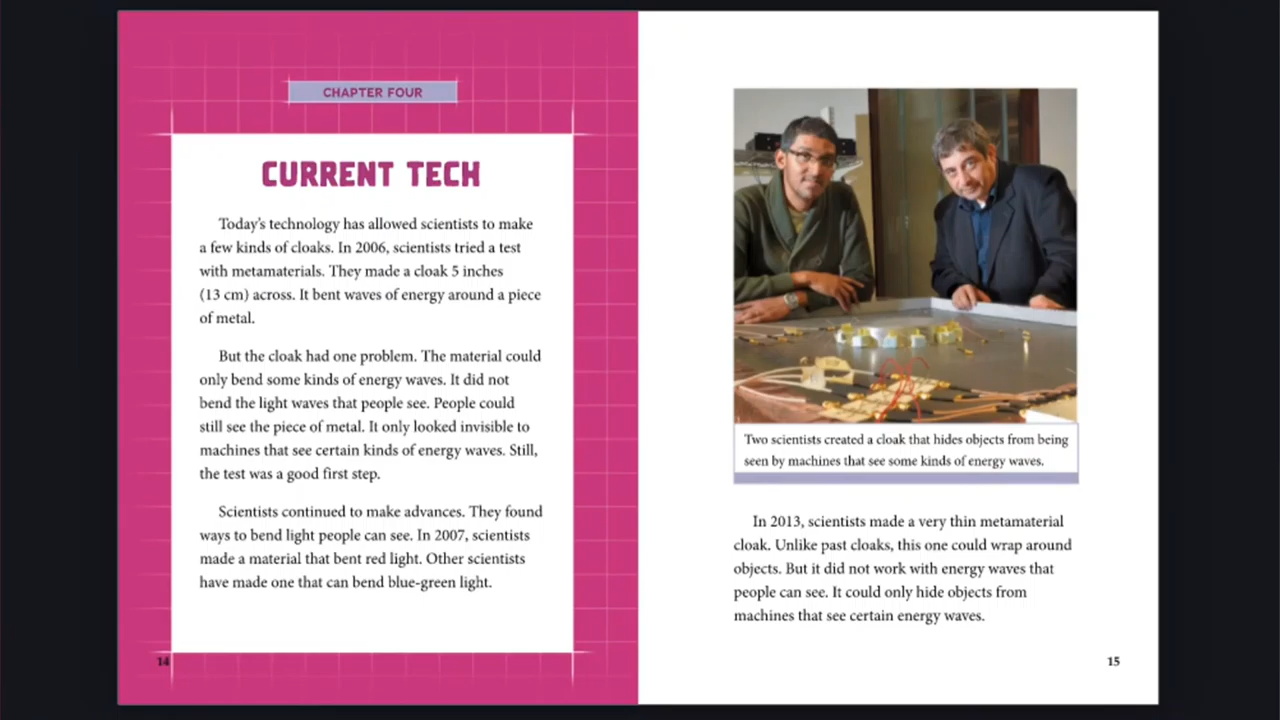 CHAPTER FOUR
CURRENT TECH
Today's technology has allowed scientists to make
a few kinds of cloaks. In 2006, scientists tried a test
with metamaterials. They made a cloak 5 inches
(13 cm) across. It bent waves of energy around a piece
of metal.
But the cloak had one problem. The material could
only bend some kinds of energy waves. It did not
bend the light waves that people see. People could
still see the piece of metal. It only looked invisible to
machines that see certain kinds of energy waves. Still,
the test was a good first step.
Scientists continued to make advances. They found
ways to bend light people can see. In 2007, scientists
made a material that bent red light. Other scientists
have made one that can bend blue-green light.
14
Two scientists created a cloak that hides objects from being
seen by machines that see some kinds of energy waves.
In 2013, scientists made a very thin metamaterial
cloak. Unlike past cloaks, this one could wrap around
objects. But it did not work with energy waves that
people can see. It could only hide objects from
machines that see certain energy waves.
15